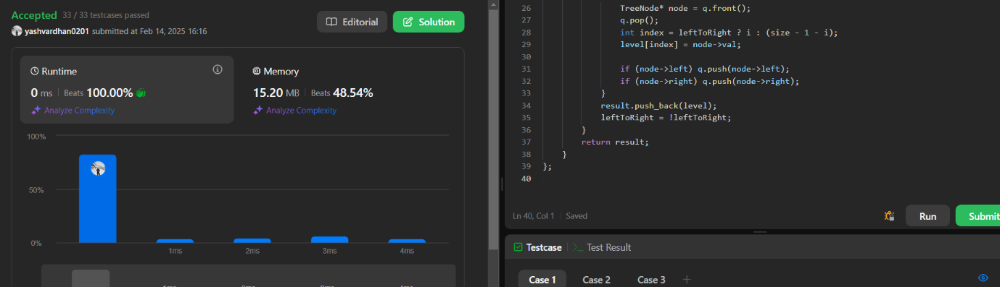 Accepted 33 / 33 testcases passed
yashvardhan0201 submitted at Feb 14, 2025 16:16
Editorial
Solution
Runtime
0 ms | Beats 100.00%
Analyze Complexity
Memory
15.20 MB | Beats 48.54%
Analyze Complexity
100%
50%
0%
1ms 2ms 3ms 4ms
26 TreeNode* node = q.front();
27 q.pop();
28 int index = leftToRight ? i : (size - 1 - i);
29 level[index] = node->val;
30
31 if (node->left) q.push(node->left);
32 if (node->right) q.push(node->right);
33 }
34 result.push_back(level);
35 leftToRight = !leftToRight;
36 }
37 return result;
38 }
39 };
40
Ln 40, Col 1 | Saved
Run
Submit
Testcase | >_ Test Result
Case 1 Case 2 Case 3 +